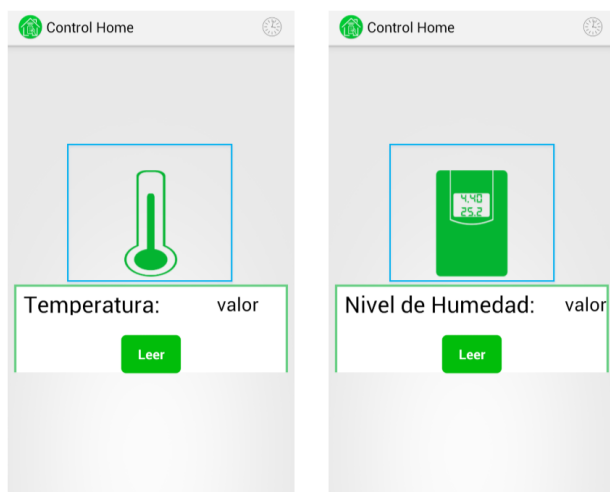 Control Home
Temperatura: valor
Leer
Control Home
4.40
25.2
Nivel de Humedad: valor
Leer